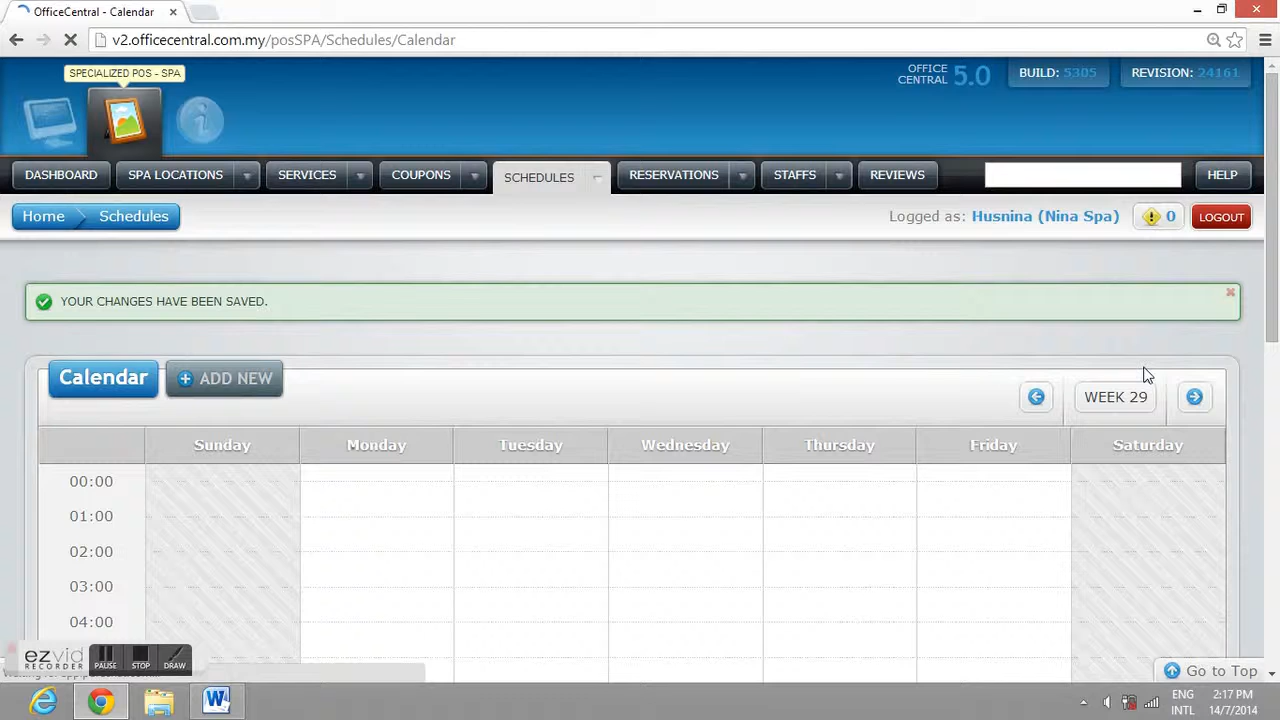 OfficeCentral - Calendar
v2.officecentral.com.my/posSPA/Schedules/Calendar
SPECIALIZED POS - SPA
OFFICE
CENTRAL 5.0
BUILD: 5305
REVISION: 24161
DASHBOARD
SPA LOCATIONS
SERVICES
COUPONS
SCHEDULES
RESERVATIONS
STAFFS
REVIEWS
HELP
Home
Schedules
Logged as: Husnina (Nina Spa)
0
LOGOUT
YOUR CHANGES HAVE BEEN SAVED.
Calendar
ADD NEW
WEEK 29
Sunday
Monday
Tuesday
Wednesday
Thursday
Friday
Saturday
00:00
01:00
02:00
03:00
04:00
ezvid
RECORDER
PAUSE
STOP
DRAW
Go to Top
ENG
INTL
2:17 PM
14/7/2014